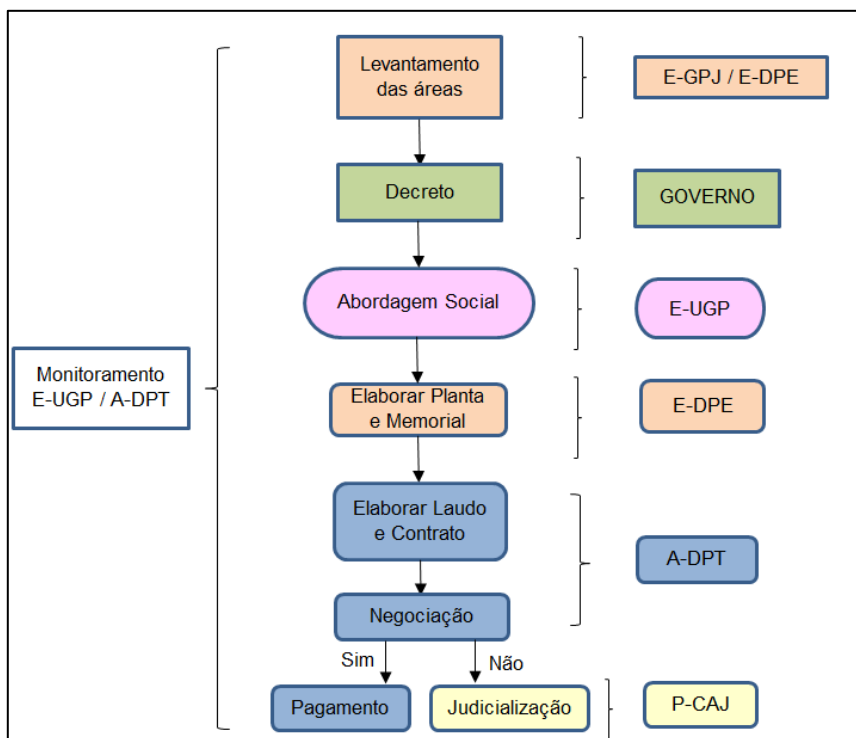 Levantamento
das áreas
E-GPJ / E-DPE
Decreto
GOVERNO
Abordagem Social
E-UGP
Monitoramento
E-UGP / A-DPT
Elaborar Planta
e Memorial
E-DPE
Elaborar Laudo
e Contrato
A-DPT
Negociação
Sim
Não
Pagamento
Judicialização
P-CAJ